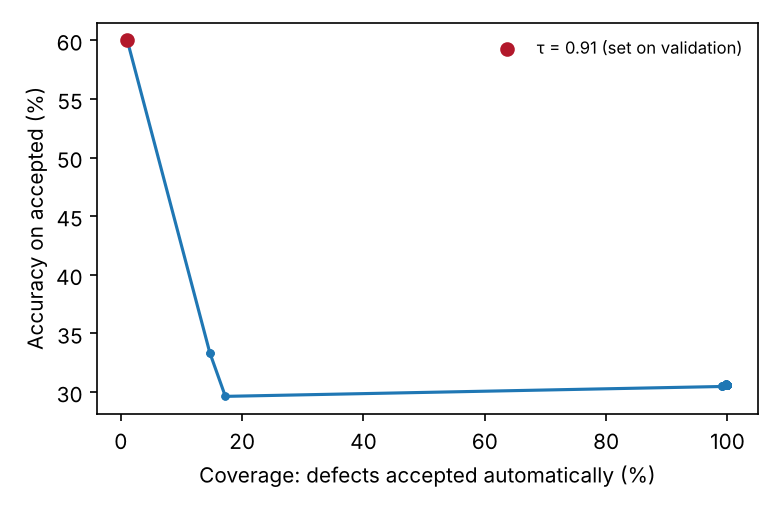 τ = 0.91 (set on validation)
Accuracy on accepted (%)
60
55
50
45
40
35
30
0 20 40 60 80 100
Coverage: defects accepted automatically (%)